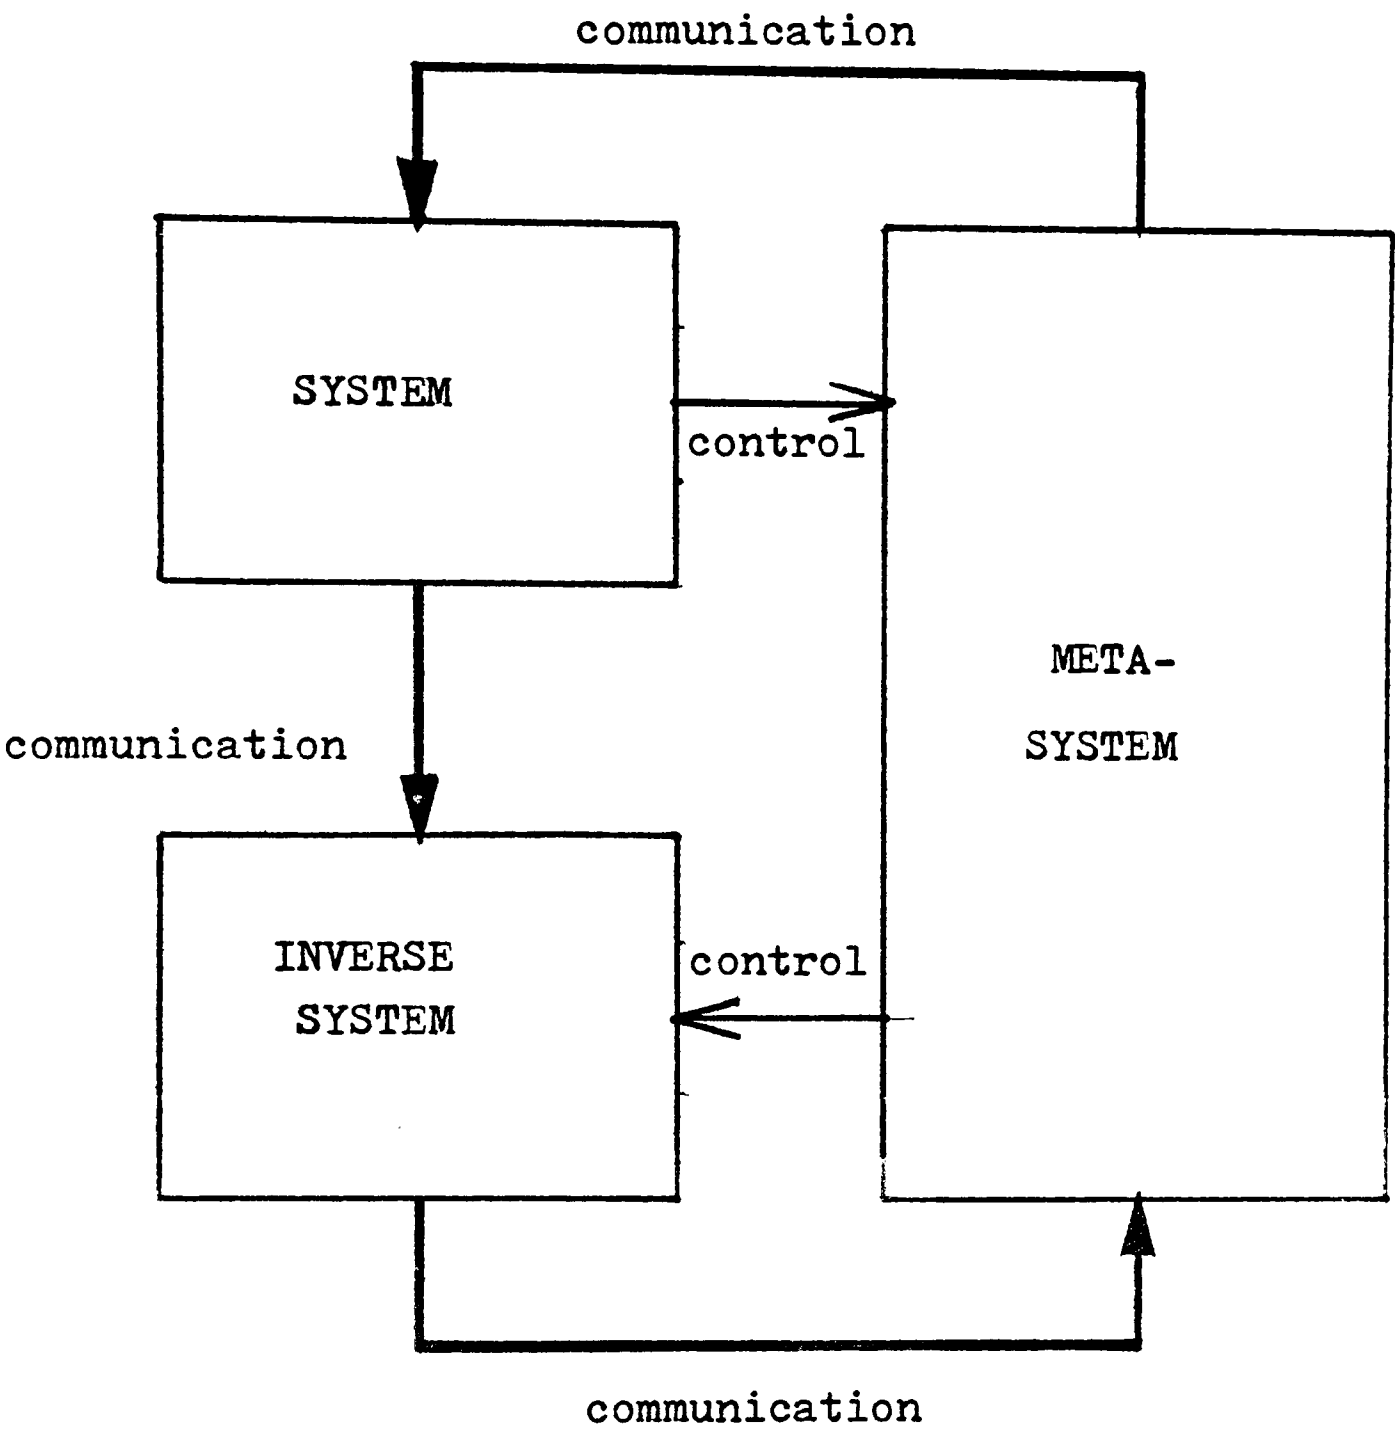 communication
SYSTEM
control
META-
SYSTEM
communication
INVERSE
SYSTEM
control
communication